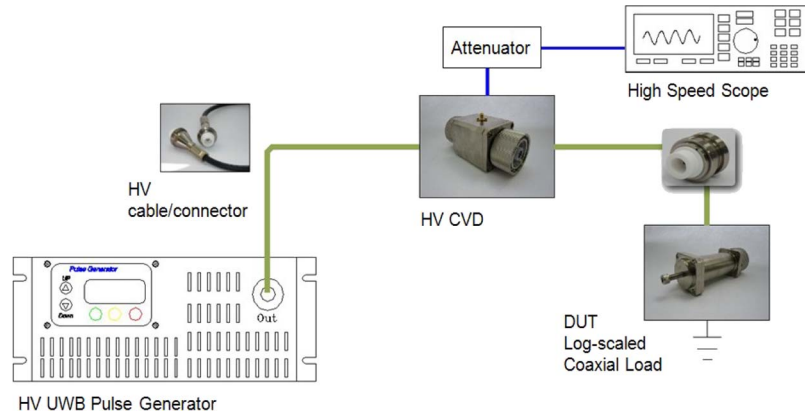 Attenuator
High Speed Scope
HV
cable/connector
HV CVD
Pulse Generator
UP
Down
Out
DUT
Log-scaled
Coaxial Load
HV UWB Pulse Generator